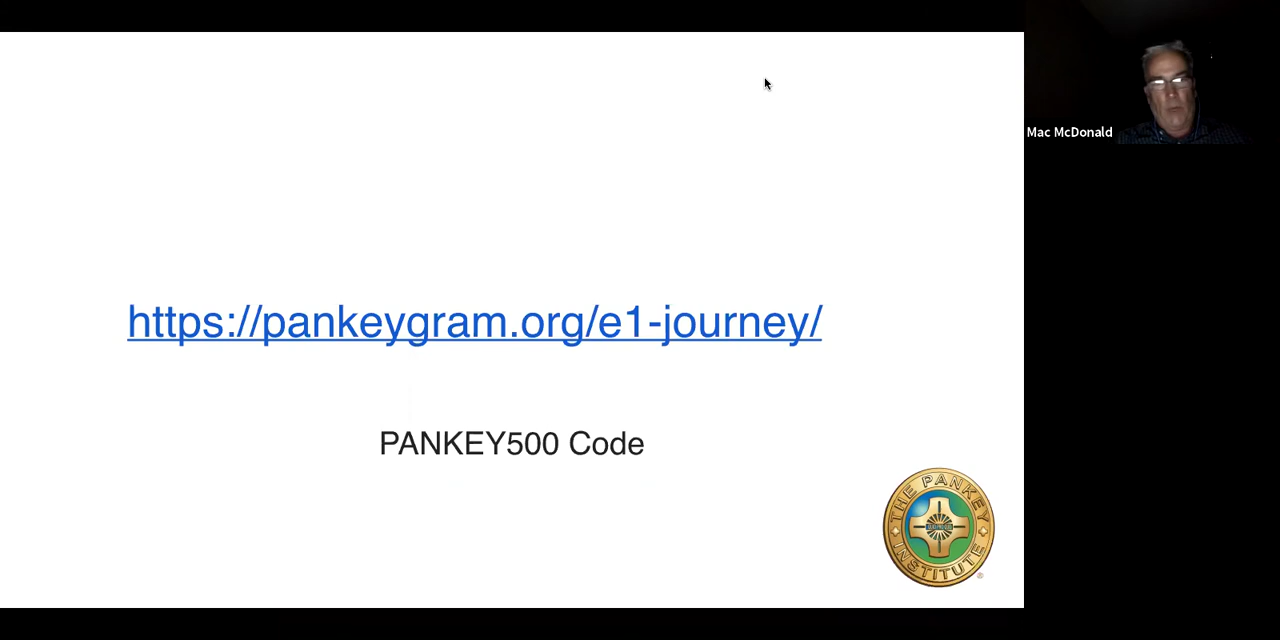 Mac McDonald
https://pankeygram.org/e1-journey/
PANKEY500 Code
THE PANKEY
INSTITUTE
®